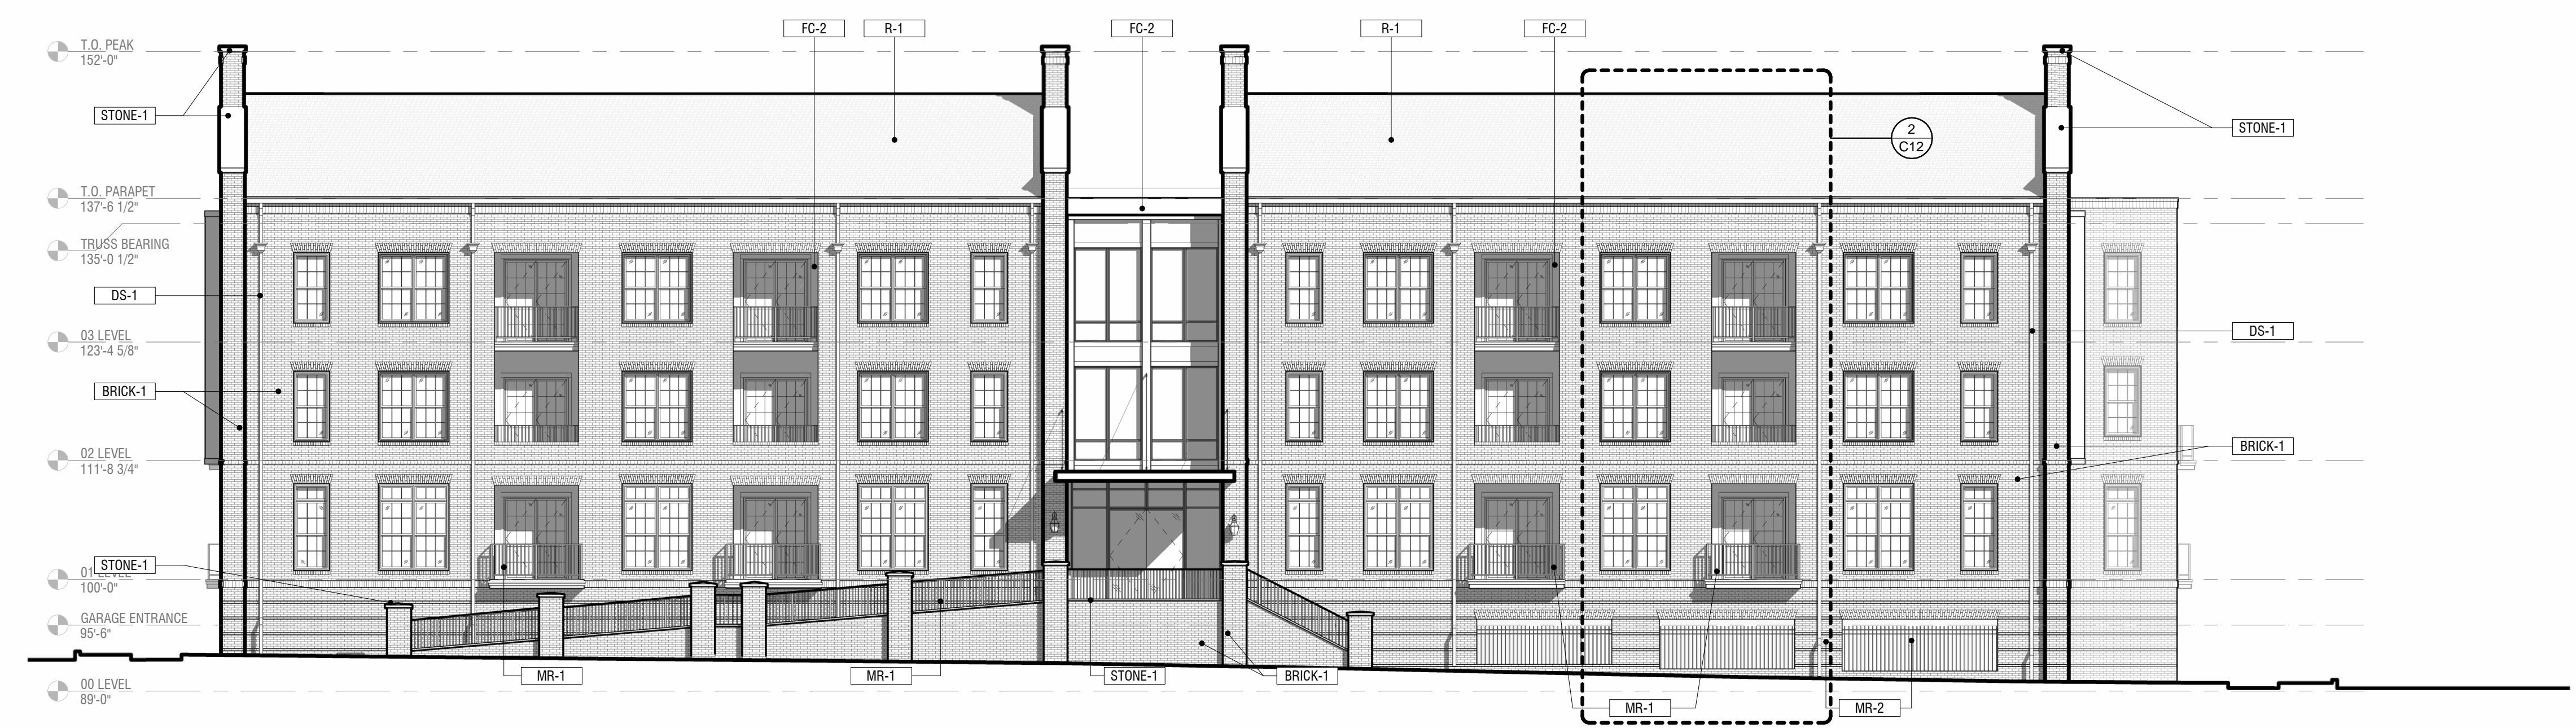 FC-2
R-1
FC-2
R-1
FC-2
T.O. PEAK
152'-0"
STONE-1
2
C12
STONE-1
T.O. PARAPET
137'-6 1/2"
TRUSS BEARING
135'-0 1/2"
DS-1
03 LEVEL
123'-4 5/8"
DS-1
BRICK-1
02 LEVEL
111'-8 3/4"
BRICK-1
STONE-1
01 LEVEL
100'-0"
GARAGE ENTRANCE
95'-6"
MR-1
MR-1
STONE-1
BRICK-1
00 LEVEL
89'-0"
MR-1
MR-2